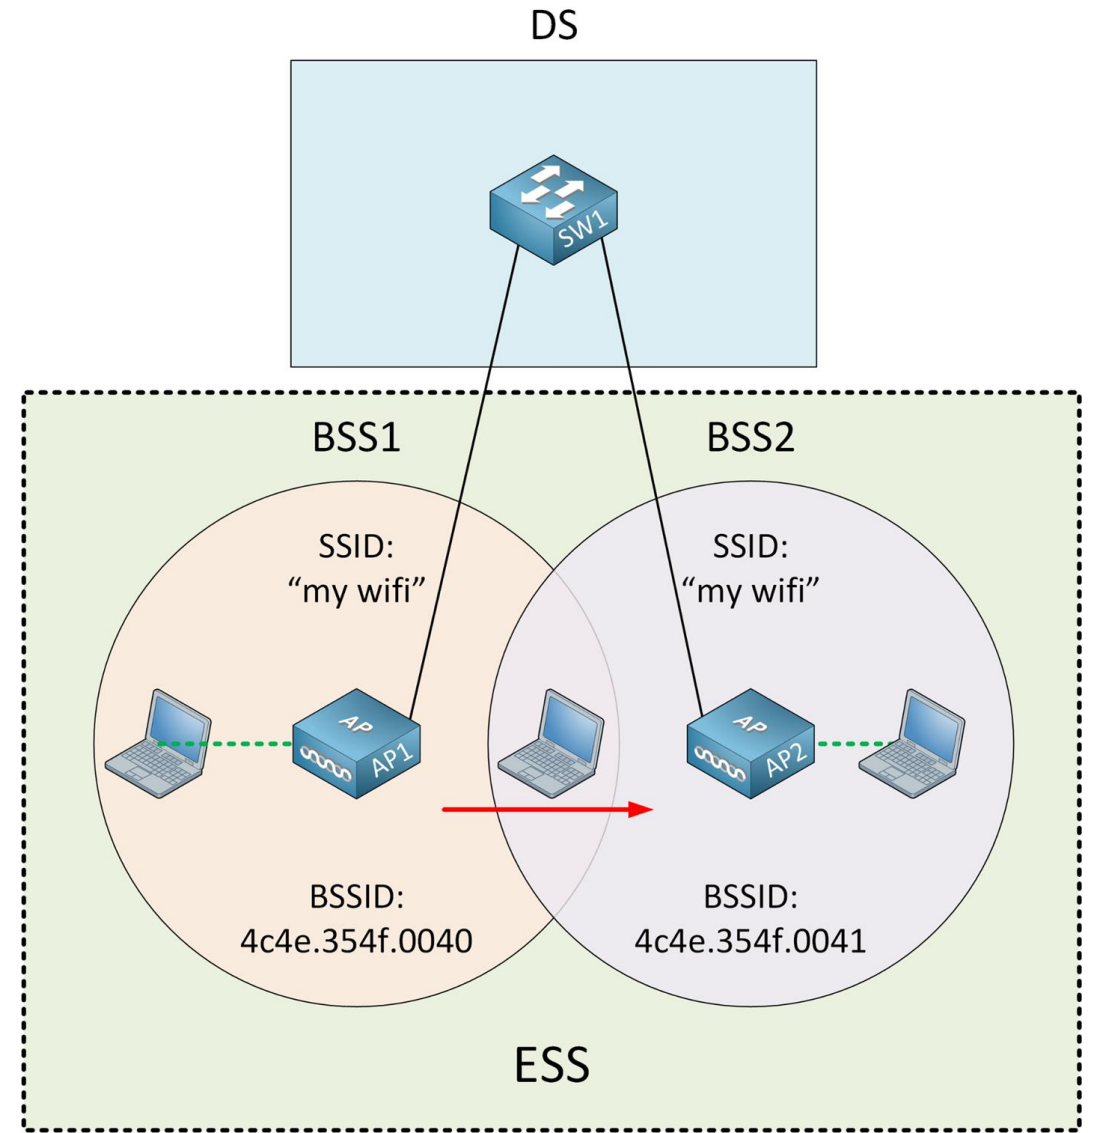 DS
SW1
BSS1
BSS2
SSID:
“my wifi”
SSID:
“my wifi”
AP
AP1
AP
AP2
BSSID:
4c4e.354f.0040
BSSID:
4c4e.354f.0041
ESS